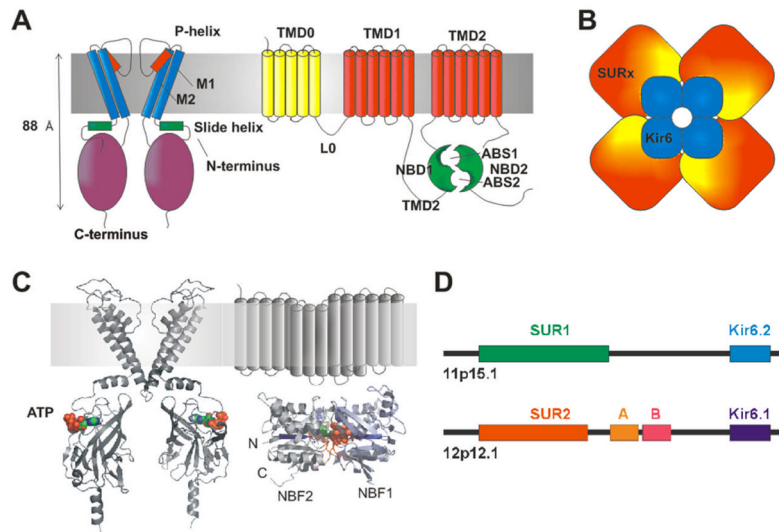 A
P-helix
TMD0
TMD1
TMD2
M1
M2
88 Å
Slide helix
N-terminus
L0
NBD1
ABS1
NBD2
ABS2
TMD2
C-terminus
B
SURx
Kir6
C
ATP
N
C
NBF2
NBF1
D
SUR1
Kir6.2
11p15.1
SUR2
A
B
Kir6.1
12p12.1